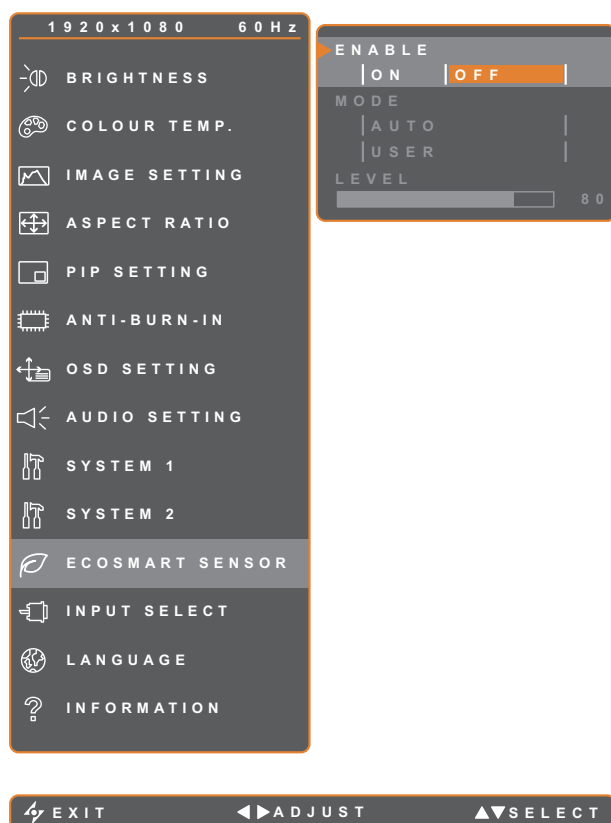 1920x1080 60Hz
BRIGHTNESS
COLOUR TEMP.
IMAGE SETTING
ASPECT RATIO
PIP SETTING
ANTI-BURN-IN
OSD SETTING
AUDIO SETTING
SYSTEM 1
SYSTEM 2
ECOSMART SENSOR
INPUT SELECT
LANGUAGE
INFORMATION
ENABLE
ON OFF
MODE
AUTO
USER
LEVEL
80
EXIT ADJUST SELECT